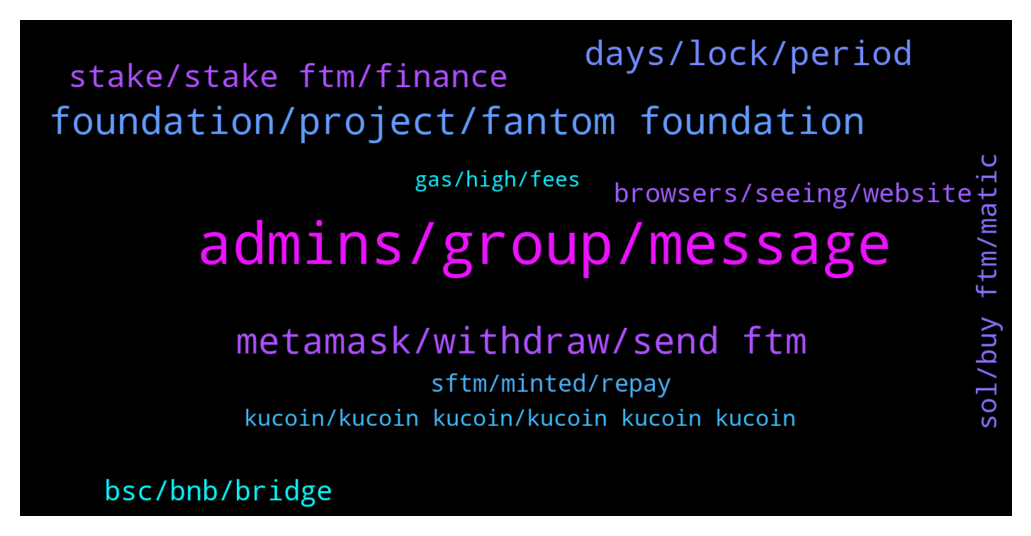 days/lock/period
stake/stake ftm/finance
foundation/project/fantom foundation
gas/high/fees
browsers/seeing/website
sol/buy ftm/matic
admins/group/message
metamask/withdraw/send ftm
sftm/minted/repay
kucoin/kucoin kucoin/kucoin kucoin kucoin
bsc/bnb/bridge